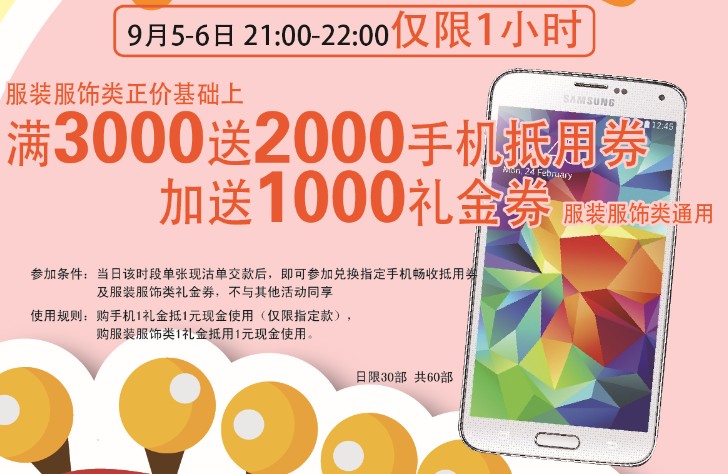 9月5-6日 21:00-22:00仅限1小时
服装服饰类正价基础上
满3000送2000手机抵用券
加送1000礼金券 服装服饰类通用
参加条件：当日该时段单张现沽单交款后，即可参加兑换指定手机畅收抵用券
及服装服饰类礼金券，不与其他活动同享
使用规则：购手机1礼金抵1元现金使用（仅限指定款），
购服装服饰类1礼金抵用1元现金使用。
日限30部 共60部
SAMSUNG
12:45
Mon, 24 February